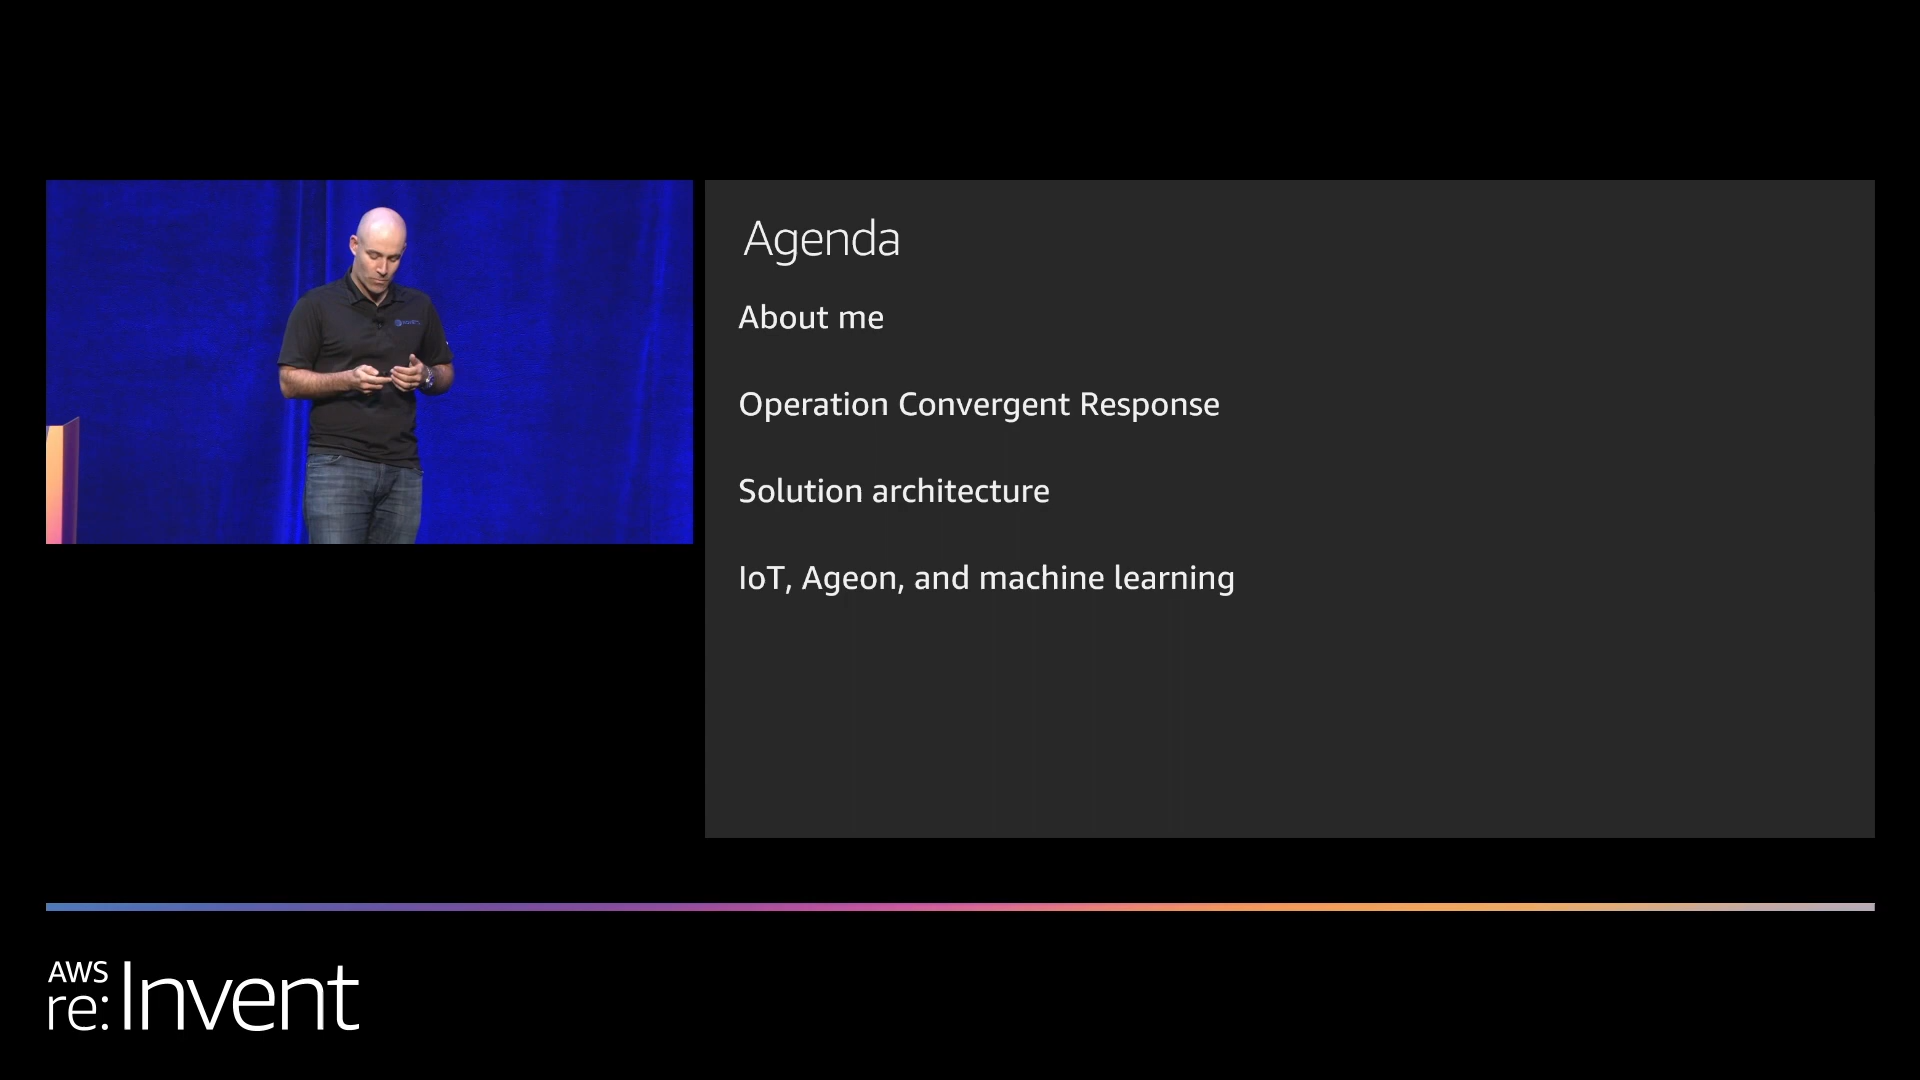 Agenda
About me
Operation Convergent Response
Solution architecture
IoT, Ageon, and machine learning
AWS
re:Invent